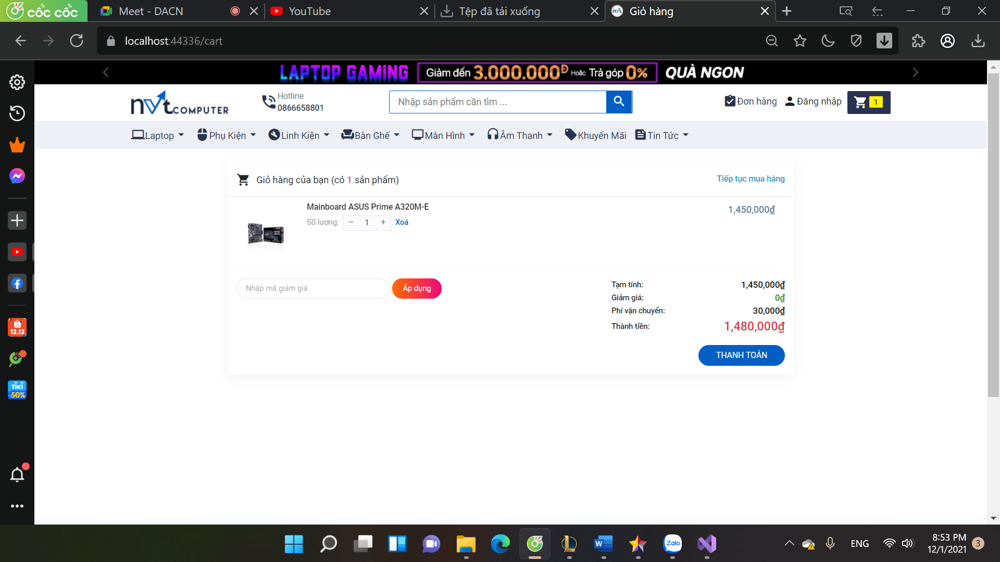 cốc cốc
Meet - DACN
YouTube
Tệp đã tải xuống
Giỏ hàng
localhost:44336/cart
LAPTOP GAMING Giảm đến 3.000.000Đ Hoặc Trả góp 0% QUÀ NGON
nvt COMPUTER
Hotline
0866658801
Nhập sản phẩm cần tìm ...
Đơn hàng
Đăng nhập
1
Laptop
Phụ Kiện
Linh Kiện
Bàn Ghế
Màn Hình
Âm Thanh
Khuyến Mãi
Tin Tức
Giỏ hàng của bạn (có 1 sản phẩm)
Tiếp tục mua hàng
Mainboard ASUS Prime A320M-E
1,450,000₫
Số lượng: − 1 + Xoá
Nhập mã giảm giá
Áp dụng
Tạm tính: 1,450,000₫
Giảm giá: 0₫
Phí vận chuyển: 30,000₫
Thành tiền: 1,480,000₫
THANH TOÁN
12.12
TIKI
-50%
W
Zalo
ENG
8:53 PM
12/1/2021
3